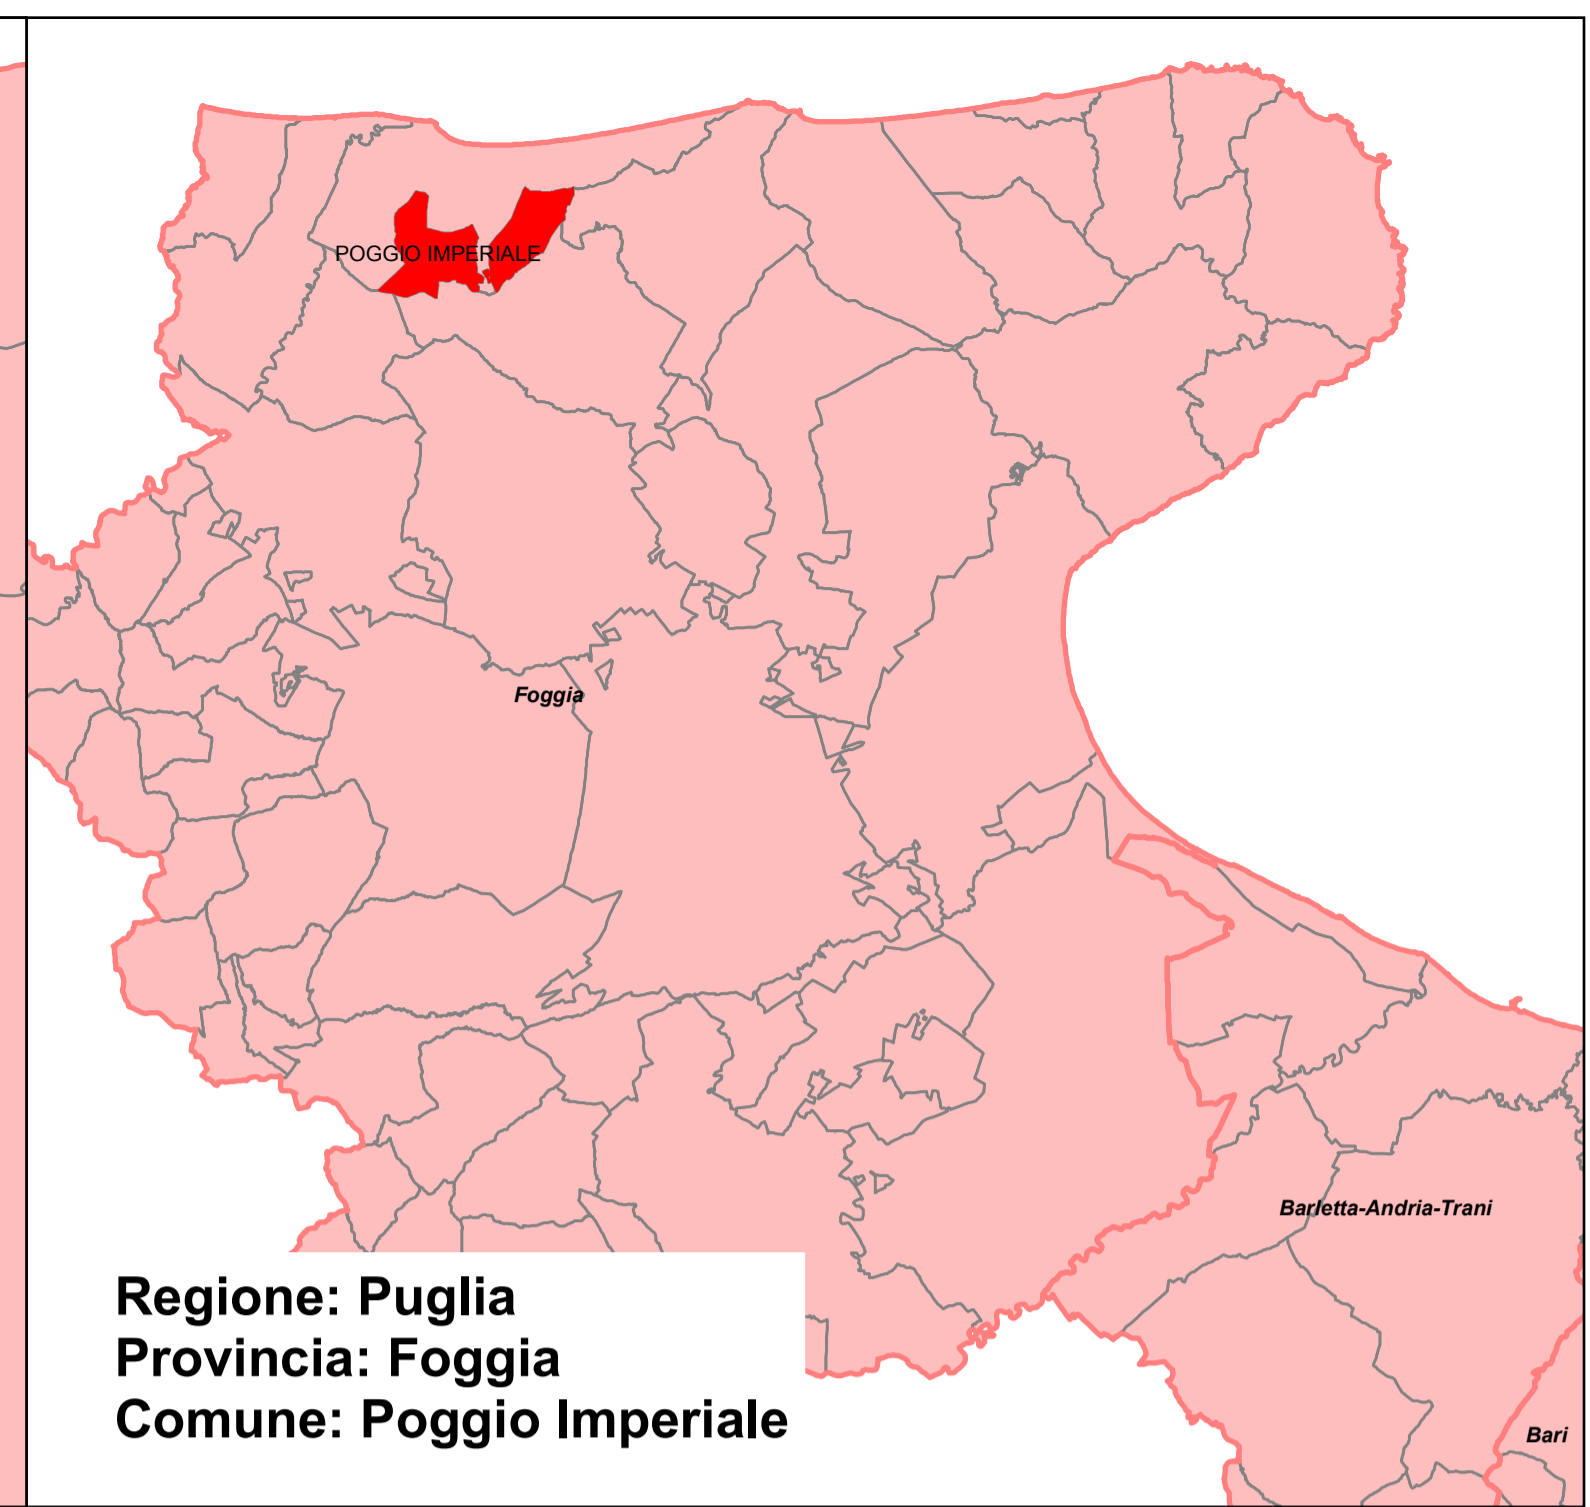 POGGIO IMPERIALE
Foggia
Barletta-Andria-Trani
Regione: Puglia
Provincia: Foggia
Comune: Poggio Imperiale
Bari